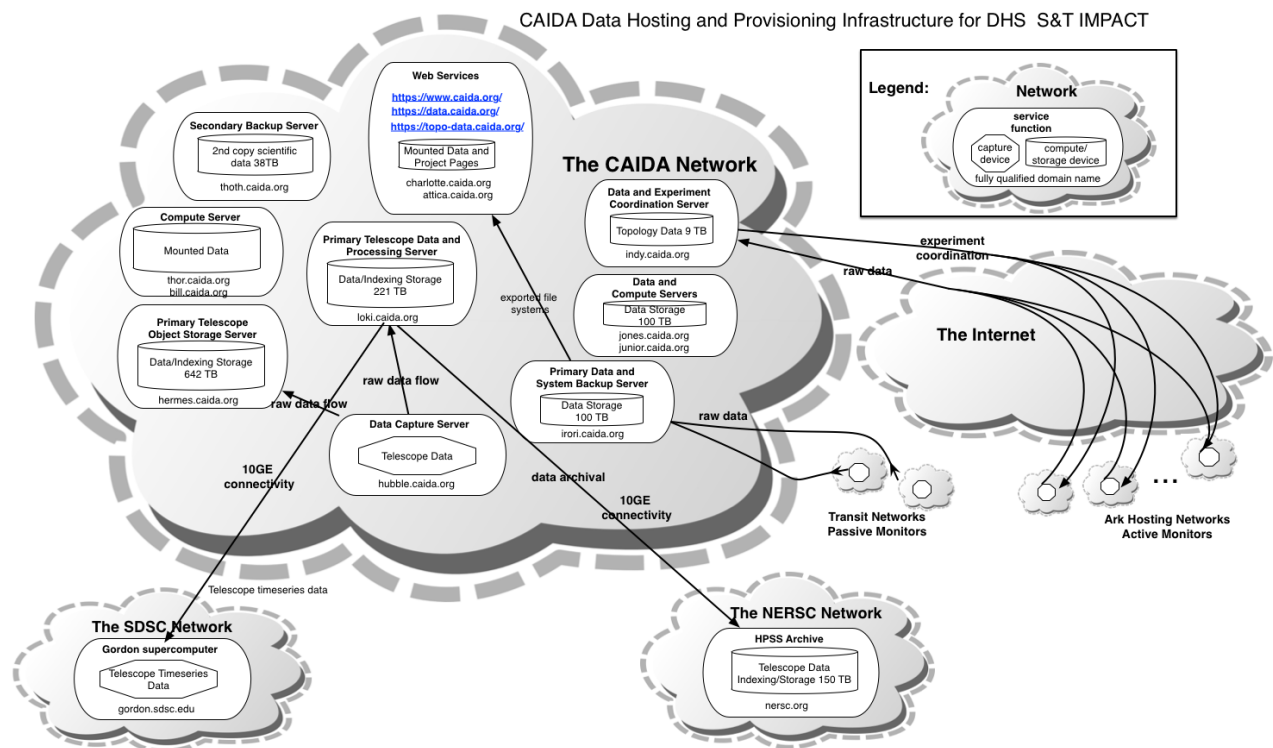 CAIDA Data Hosting and Provisioning Infrastructure for DHS S&T IMPACT
Legend:
Network
service
function
capture
device
compute/
storage device
fully qualified domain name
The CAIDA Network
Web Services
https://www.caida.org/
https://data.caida.org/
https://topo-data.caida.org/
Mounted Data and
Project Pages
charlotte.caida.org
attica.caida.org
Secondary Backup Server
2nd copy scientific
data 38TB
thoth.caida.org
Compute Server
Mounted Data
thor.caida.org
bill.caida.org
Primary Telescope Data and
Processing Server
Data/Indexing Storage
221 TB
loki.caida.org
Data and Experiment
Coordination Server
Topology Data 9 TB
indy.caida.org
Data and
Compute Servers
Data Storage
100 TB
jones.caida.org
junior.caida.org
Primary Telescope
Object Storage Server
Data/Indexing Storage
642 TB
hermes.caida.org
Primary Data and
System Backup Server
Data Storage
100 TB
irori.caida.org
Data Capture Server
Telescope Data
hubble.caida.org
exported file
systems
raw data flow
raw data flow
experiment
coordination
raw data
The Internet
raw data
10GE
connectivity
data archival
10GE
connectivity
Transit Networks
Passive Monitors
...
Ark Hosting Networks
Active Monitors
Telescope timeseries data
The SDSC Network
Gordon supercomputer
Telescope Timeseries
Data
gordon.sdsc.edu
The NERSC Network
HPSS Archive
Telescope Data
Indexing/Storage 150 TB
nersc.org